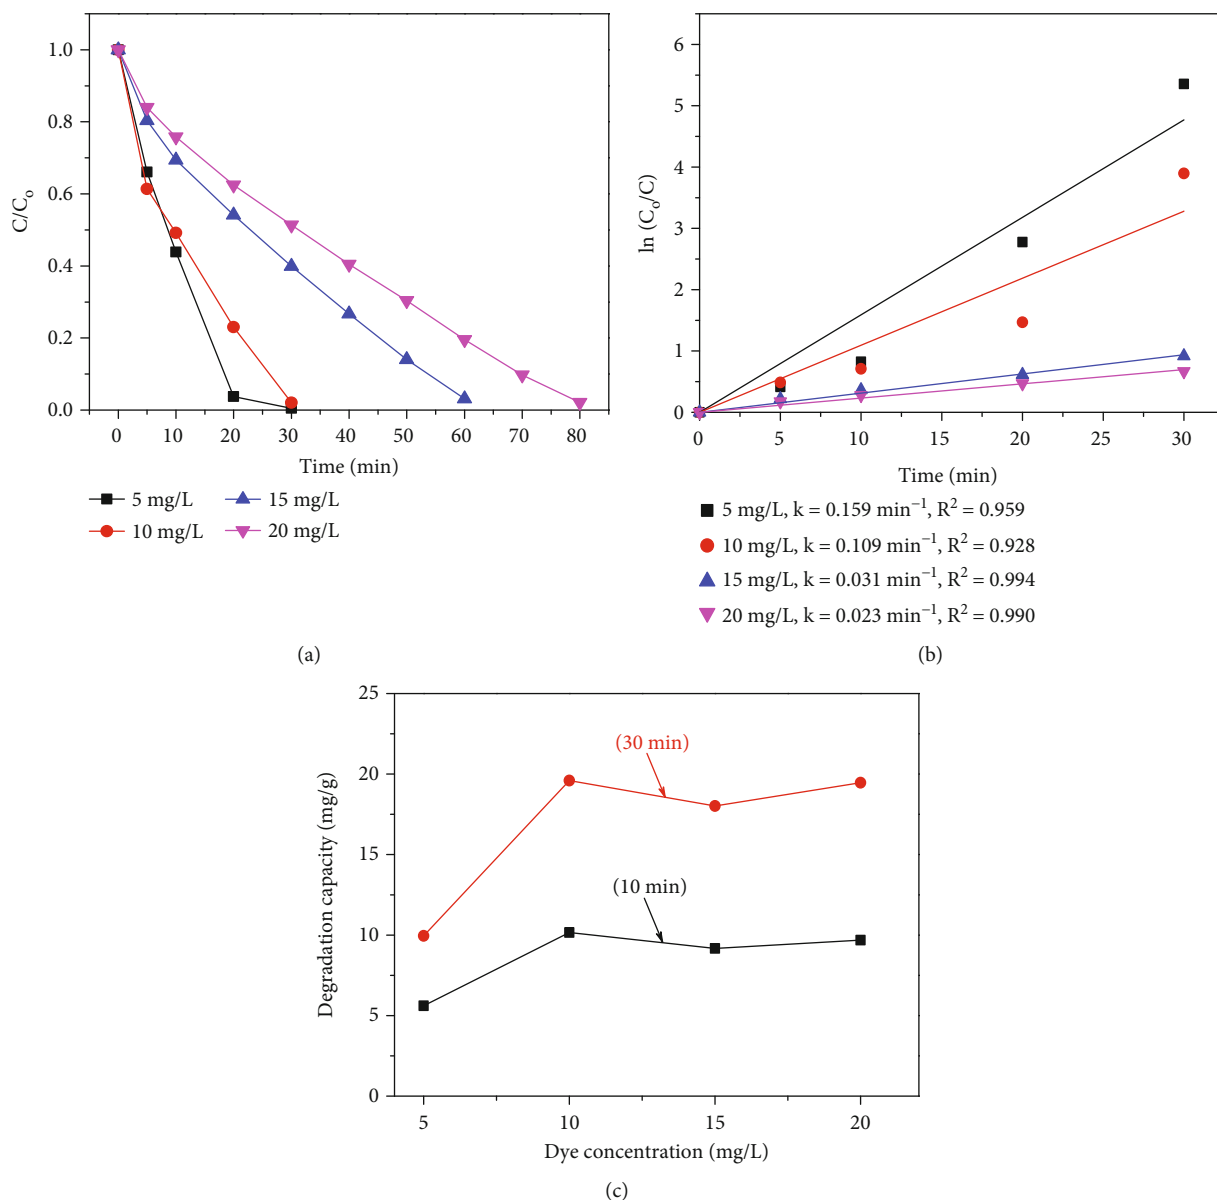 1.0
0.8
0.6
0.4
0.2
0.0
C/Cₒ
0 10 20 30 40 50 60 70 80
Time (min)
5 mg/L 15 mg/L
10 mg/L 20 mg/L
(a)
6
5
4
3
2
1
0
ln (Cₒ/C)
0 5 10 15 20 25 30
Time (min)
5 mg/L, k = 0.159 min⁻¹, R² = 0.959
10 mg/L, k = 0.109 min⁻¹, R² = 0.928
15 mg/L, k = 0.031 min⁻¹, R² = 0.994
20 mg/L, k = 0.023 min⁻¹, R² = 0.990
(b)
25
20
15
10
5
0
Degradation capacity (mg/g)
(30 min)
(10 min)
5 10 15 20
Dye concentration (mg/L)
(c)